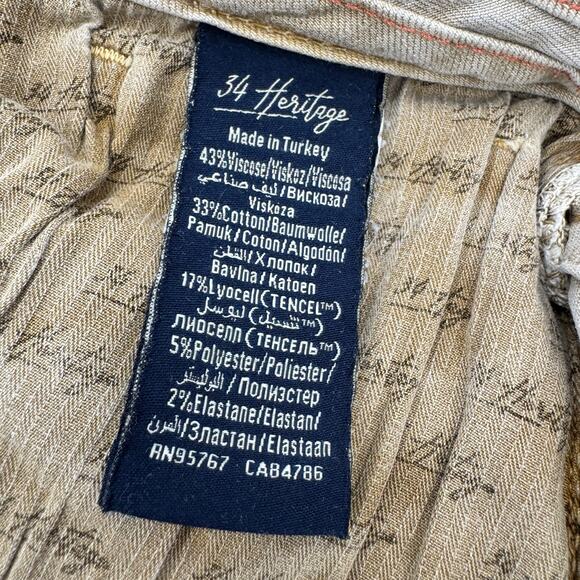 34 Heritage
Made in Turkey
43%Viscose/Viskoz/Viscosa
ليف صناعي/Вискоза/
Viskoza
33%Cotton/Baumwolle/
Pamuk/Coton/Algodón/
القطن/Хлопок/
Bavlna/Katoen
17%Lyocell(TENCEL™)
ليوسل (تنسيل™)
лиосепп (ТЕНСЕЛЬ™)
5%Polyester/Poliester/
البوليستر/Полиэстер
2%Elastane/Elastan/
/Эластан/Elastaan
RN95767 CA84786